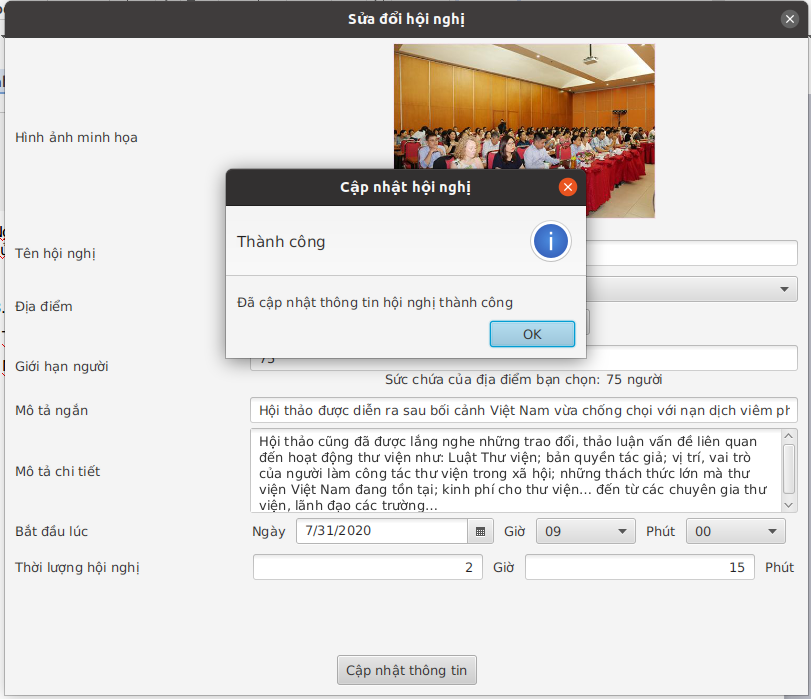 Sửa đổi hội nghị
Hình ảnh minh họa
Cập nhật hội nghị
Thành công
Đã cập nhật thông tin hội nghị thành công
OK
Tên hội nghị
Địa điểm
Giới hạn người
75
Sức chứa của địa điểm bạn chọn: 75 người
Mô tả ngắn
Hội thảo được diễn ra sau bối cảnh Việt Nam vừa chống chọi với nạn dịch viêm ph
Mô tả chi tiết
Hội thảo cũng đã được lắng nghe những trao đổi, thảo luận vấn đề liên quan
đến hoạt động thư viện như: Luật Thư viện; bản quyền tác giả; vị trí, vai trò
của người làm công tác thư viện trong xã hội; những thách thức lớn mà thư
viện Việt Nam đang tồn tại; kinh phí cho thư viện... đến từ các chuyên gia thư
viện, lãnh đạo các trường...
Bắt đầu lúc Ngày 7/31/2020 Giờ 09 Phút 00
Thời lượng hội nghị 2 Giờ 15 Phút
Cập nhật thông tin